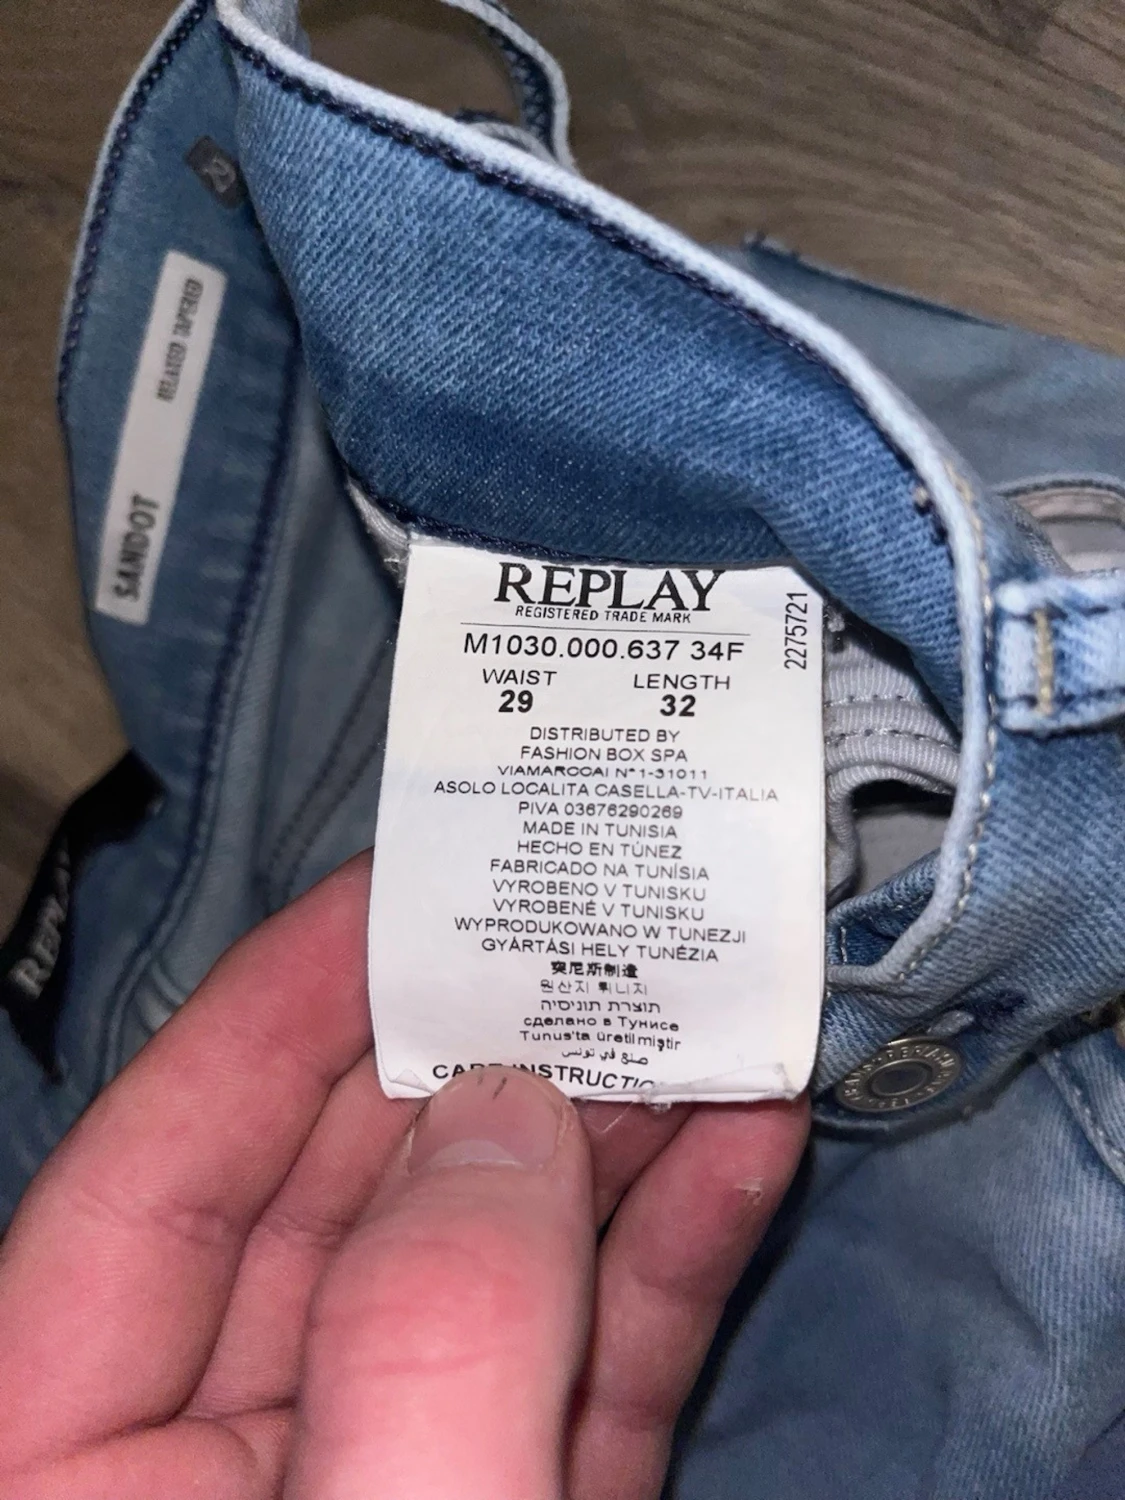 RELAXED TAPERED
SANDOT
REPLAY
REGISTERED TRADE MARK
2275721
M1030.000.637 34F
WAIST LENGTH
29 32
DISTRIBUTED BY
FASHION BOX SPA
VIAMAROCAI N°1-31011
ASOLO LOCALITA CASELLA-TV-ITALIA
PIVA 03676290269
MADE IN TUNISIA
HECHO EN TÚNEZ
FABRICADO NA TUNÍSIA
VYROBENO V TUNISKU
VYROBENÉ V TUNISKU
WYPRODUKOWANO W TUNEZJI
GYÁRTÁSI HELY TUNÉZIA
突尼斯制造
원산지 튀니지
תוצרת תוניסיה
сделано в Тунисе
Tunus'ta üretilmiştir
صنع في تونس
REPLAY